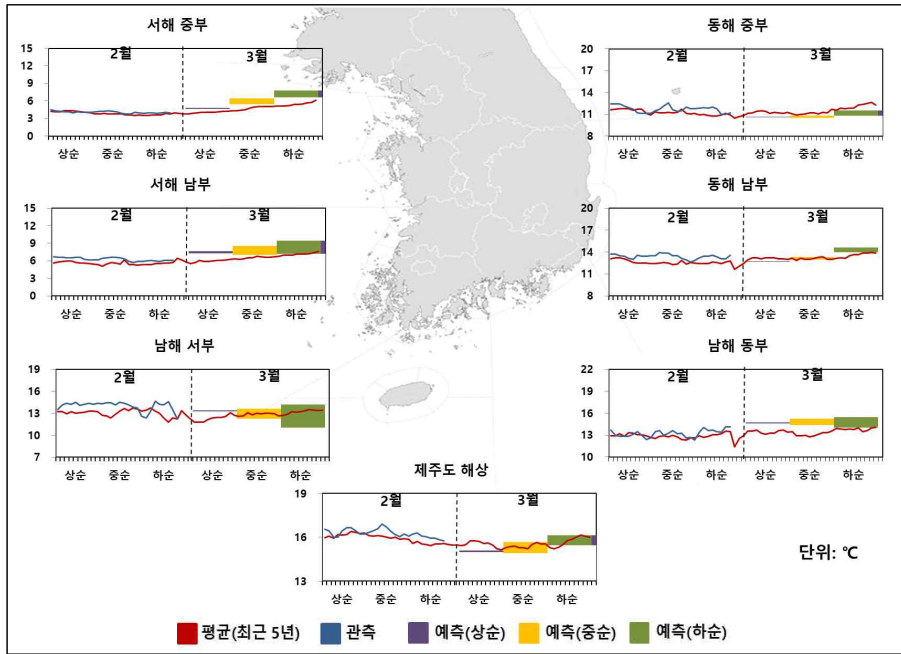 서해 중부
15
12
9
6
3
0
2월
3월
상순 중순 하순 상순 중순 하순
동해 중부
20
17
14
11
8
2월
3월
상순 중순 하순 상순 중순 하순
서해 남부
15
12
9
6
3
0
2월
3월
상순 중순 하순 상순 중순 하순
동해 남부
20
17
14
11
8
2월
3월
상순 중순 하순 상순 중순 하순
남해 서부
19
16
13
10
7
2월
3월
상순 중순 하순 상순 중순 하순
남해 동부
22
19
16
13
10
2월
3월
상순 중순 하순 상순 중순 하순
제주도 해상
19
16
13
2월
3월
상순 중순 하순 상순 중순 하순
단위: ℃
평균(최근 5년) 관측 예측(상순) 예측(중순) 예측(하순)